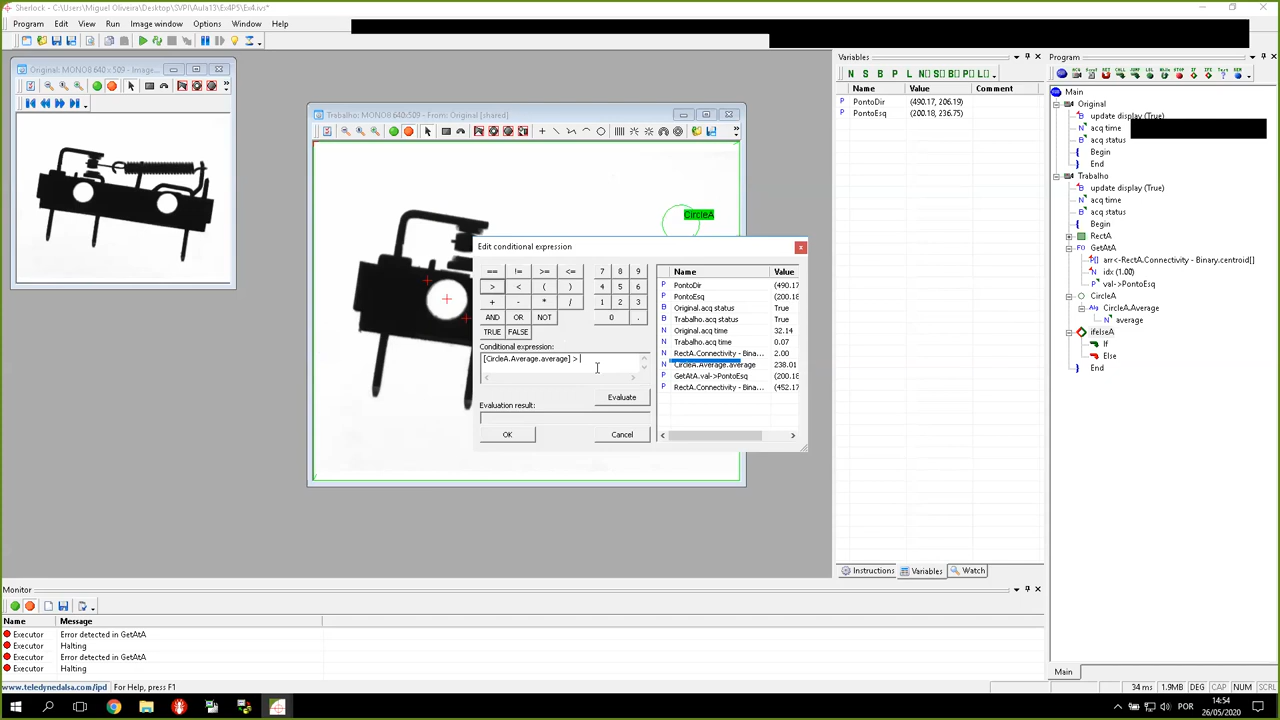 Sherlock - C:\Users\Miguel Oliveira\Desktop\SVPI\Aula13\Ex4P5\Ex4.ivs*
Program Edit View Run Image window Options Window ?
Original: MONO8 640 x 509 - Image...
Trabalho: MONO8 640x509 - From: Original [shared]
CircleA
Edit conditional expression
== != >= <= 7 8 9
> < ( ) 4 5 6
+ - * / 1 2 3
AND OR NOT 0 .
TRUE FALSE
Conditional expression:
[CircleA.Average.average] >
Evaluate
Evaluation result:
OK Cancel
Name Value
P PontoDir (490.17
P PontoEsq (200.18
B Original.acq status True
B Trabalho.acq status True
N Original.acq time 32.14
N Trabalho.acq time 0.07
N RectA.Connectivity - Bina... 2.00
N CircleA.Average.average 238.01
P GetAtA.val->PontoEsq (200.18
P RectA.Connectivity - Bina... (452.17
Variables
N S B P L N
Name Value Comment
P PontoDir (490.17, 206.19)
P PontoEsq (200.18, 236.75)
Instructions Variables Watch
Program
Main
Original
update display (True)
acq time
acq status
Begin
End
Trabalho
update display (True)
acq time
acq status
Begin
RectA
GetAtA
arr<-RectA.Connectivity - Binary.centroid[]
idx (1.00)
val->PontoEsq
CircleA
CircleA.Average
average
ifelseA
If
Else
End
Main
Monitor
Name Message
Executor Error detected in GetAtA
Executor Halting
Executor Error detected in GetAtA
Executor Halting
www.teledynedalsa.com/ipd For Help, press F1
34 ms 1.9MB DEG CAP NUM SCRL
POR
14:54
26/05/2020